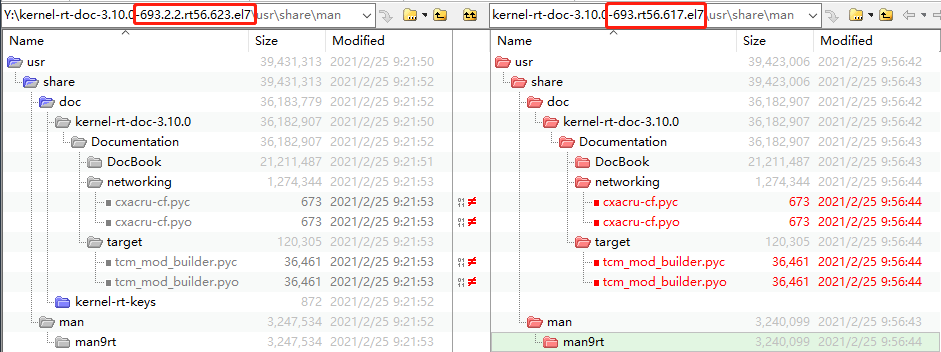 Y:\kernel-rt-doc-3.10.0-693.2.2.rt56.623.el7\usr\share\man
kernel-rt-doc-3.10.0-693.rt56.617.el7\usr\share\man
Name Size Modified Name Size Modified
usr 39,431,313 2021/2/25 9:21:50 usr 39,423,006 2021/2/25 9:56:42
share 39,431,313 2021/2/25 9:21:50 share 39,423,006 2021/2/25 9:56:43
doc 36,183,779 2021/2/25 9:21:52 doc 36,182,907 2021/2/25 9:56:42
kernel-rt-doc-3.10.0 36,182,907 2021/2/25 9:21:50 kernel-rt-doc-3.10.0 36,182,907 2021/2/25 9:56:42
Documentation 36,182,907 2021/2/25 9:21:52 Documentation 36,182,907 2021/2/25 9:56:43
DocBook 21,211,487 2021/2/25 9:21:51 DocBook 21,211,487 2021/2/25 9:56:43
networking 1,274,344 2021/2/25 9:21:53 networking 1,274,344 2021/2/25 9:56:44
cxacru-cf.pyc 673 2021/2/25 9:21:53 ≠ cxacru-cf.pyc 673 2021/2/25 9:56:44
cxacru-cf.pyo 673 2021/2/25 9:21:53 ≠ cxacru-cf.pyo 673 2021/2/25 9:56:44
target 120,305 2021/2/25 9:21:53 target 120,305 2021/2/25 9:56:44
tcm_mod_builder.pyc 36,461 2021/2/25 9:21:53 ≠ tcm_mod_builder.pyc 36,461 2021/2/25 9:56:44
tcm_mod_builder.pyo 36,461 2021/2/25 9:21:53 ≠ tcm_mod_builder.pyo 36,461 2021/2/25 9:56:44
kernel-rt-keys 872 2021/2/25 9:21:52
man 3,247,534 2021/2/25 9:21:52 man 3,240,099 2021/2/25 9:56:43
man9rt 3,247,534 2021/2/25 9:21:53 man9rt 3,240,099 2021/2/25 9:56:44